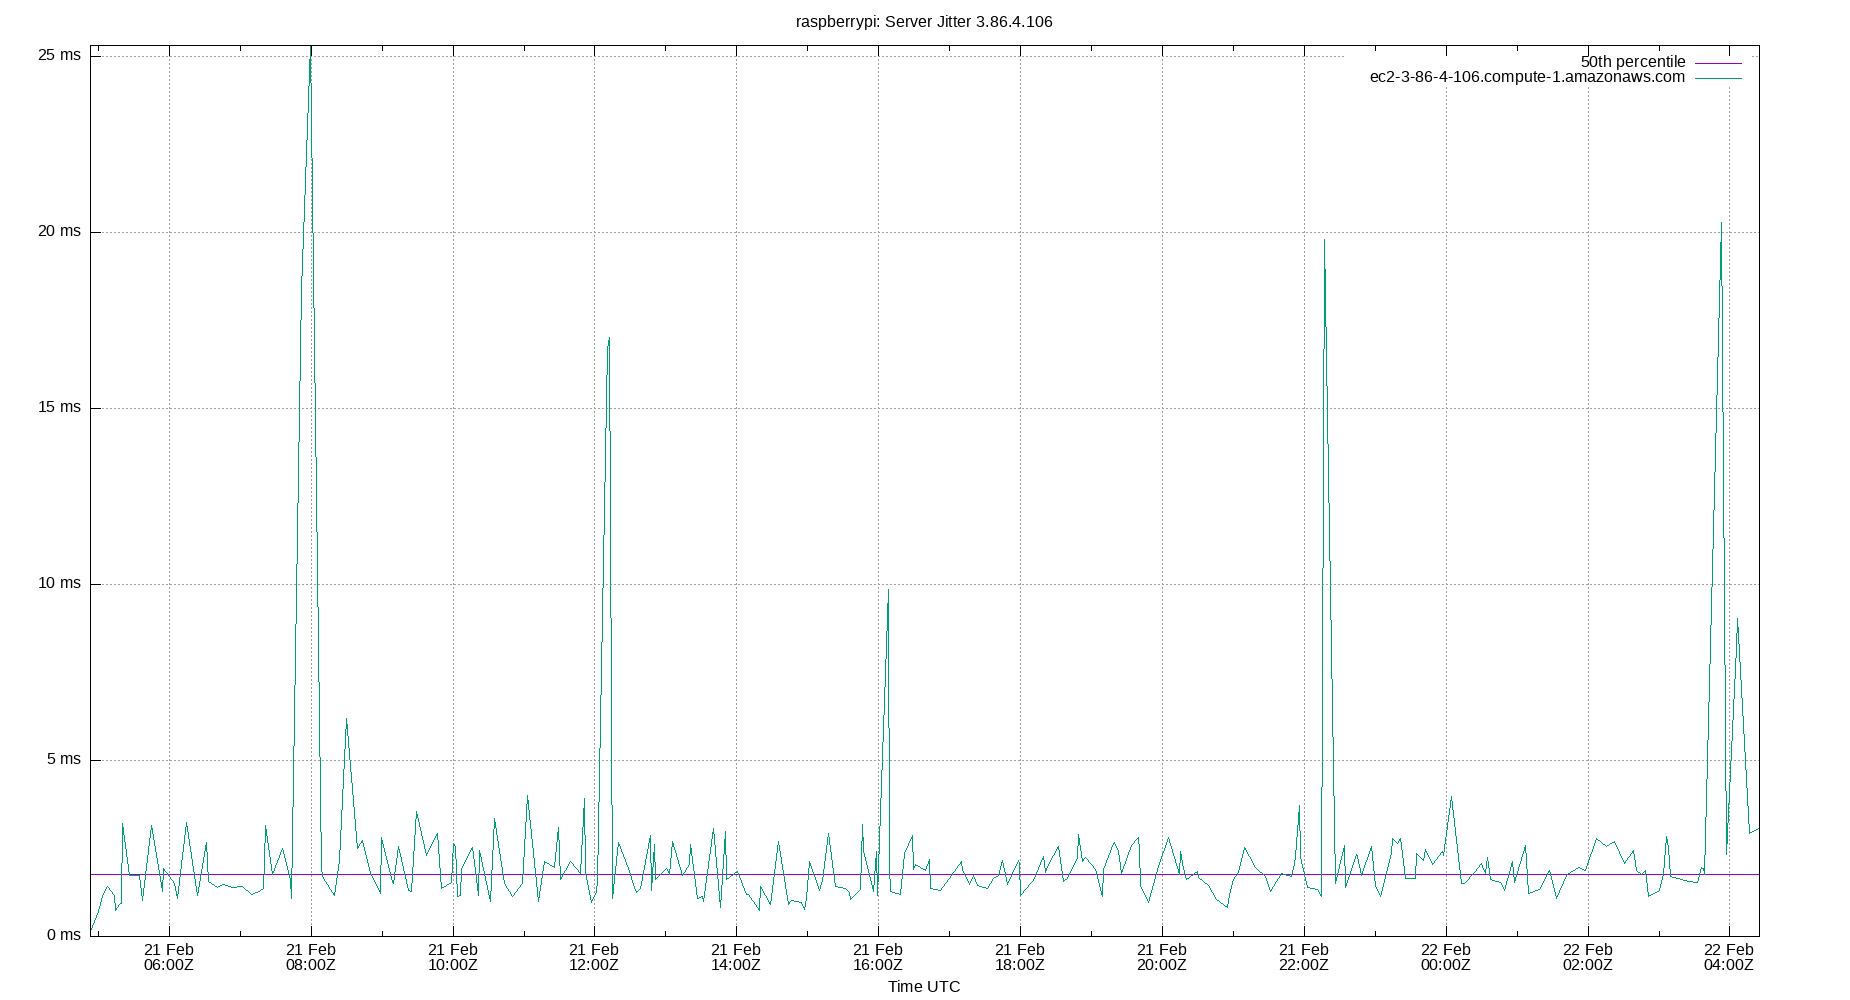 raspberrypi: Server Jitter 3.86.4.106
25 ms
20 ms
15 ms
10 ms
5 ms
0 ms
50th percentile
ec2-3-86-4-106.compute-1.amazonaws.com
21 Feb 21 Feb 21 Feb 21 Feb 21 Feb 21 Feb 21 Feb 21 Feb 21 Feb 22 Feb 22 Feb 22 Feb
06:00Z 08:00Z 10:00Z 12:00Z 14:00Z 16:00Z 18:00Z 20:00Z 22:00Z 00:00Z 02:00Z 04:00Z
Time UTC